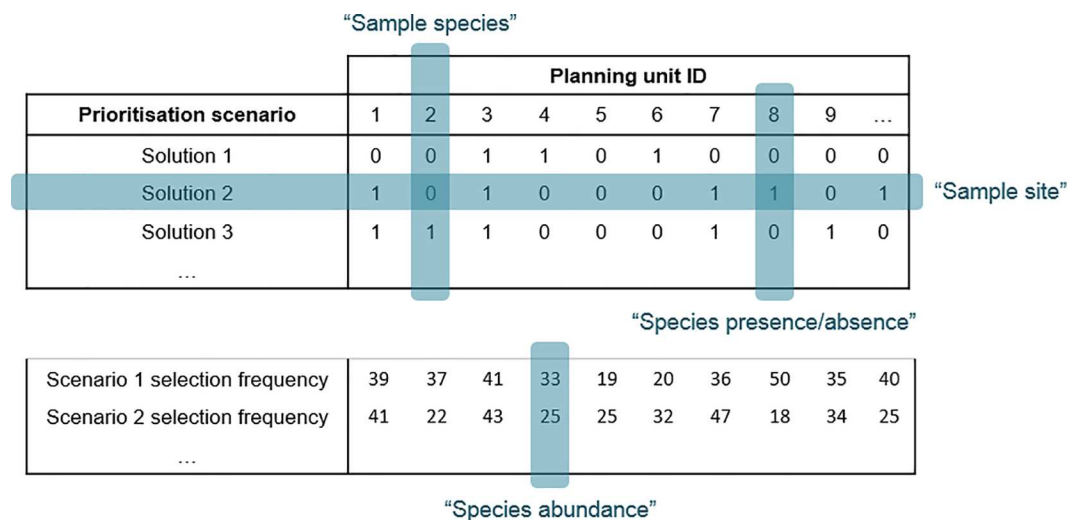 “Sample species”
Planning unit ID
Prioritisation scenario 1 2 3 4 5 6 7 8 9 ...
Solution 1 0 0 1 1 0 1 0 0 0 0
Solution 2 1 0 1 0 0 0 1 1 0 1 “Sample site”
Solution 3 1 1 1 0 0 0 1 0 1 0
...
“Species presence/absence”
Scenario 1 selection frequency 39 37 41 33 19 20 36 50 35 40
Scenario 2 selection frequency 41 22 43 25 25 32 47 18 34 25
...
“Species abundance”